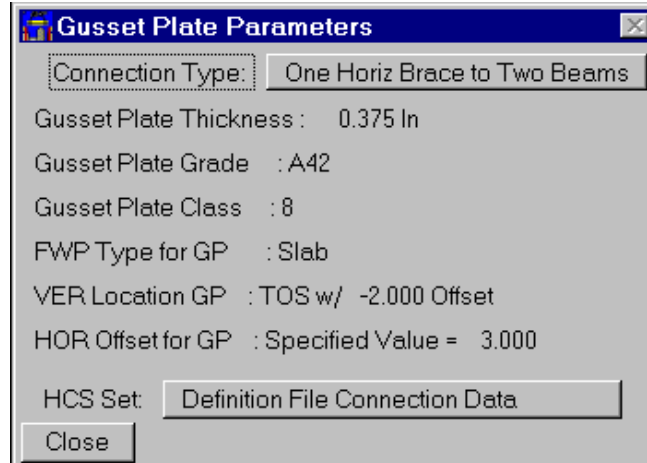 Gusset Plate Parameters
Connection Type: One Horiz Brace to Two Beams
Gusset Plate Thickness : 0.375 In
Gusset Plate Grade : A42
Gusset Plate Class : 8
FWP Type for GP : Slab
VER Location GP : TOS w/ -2.000 Offset
HOR Offset for GP : Specified Value = 3.000
HCS Set: Definition File Connection Data
Close